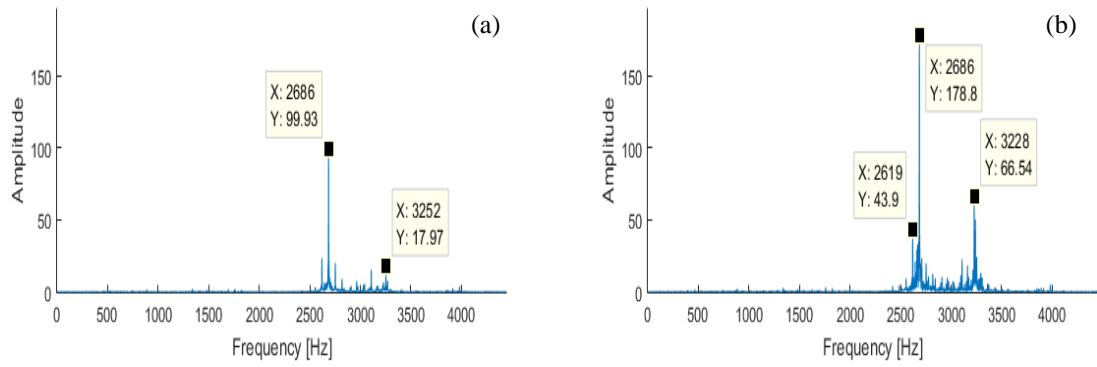 (a)
150
100
50
0
Amplitude
X: 2686
Y: 99.93
X: 3252
Y: 17.97
0 500 1000 1500 2000 2500 3000 3500 4000
Frequency [Hz]
(b)
150
100
50
0
Amplitude
X: 2686
Y: 178.8
X: 3228
Y: 66.54
X: 2619
Y: 43.9
0 500 1000 1500 2000 2500 3000 3500 4000
Frequency [Hz]